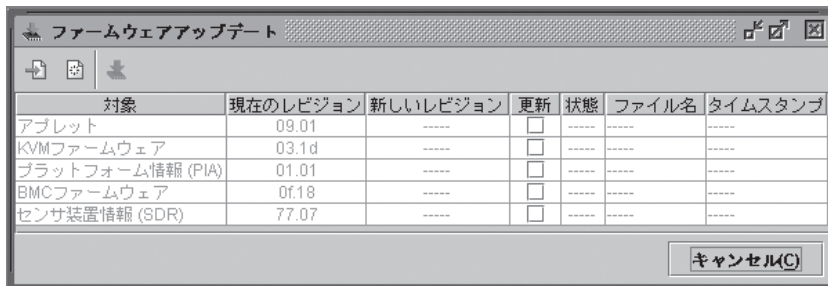 ファームウェアアップデート
対象 現在のレビジョン 新しいレビジョン 更新 状態 ファイル名 タイムスタンプ
アプレット 09.01 ----- ----- ----- -----
KVMファームウェア 03.1d ----- ----- ----- -----
プラットフォーム情報 (PIA) 01.01 ----- ----- ----- -----
BMCファームウェア 0f.18 ----- ----- ----- -----
センサ装置情報 (SDR) 77.07 ----- ----- ----- -----
キャンセル(C)